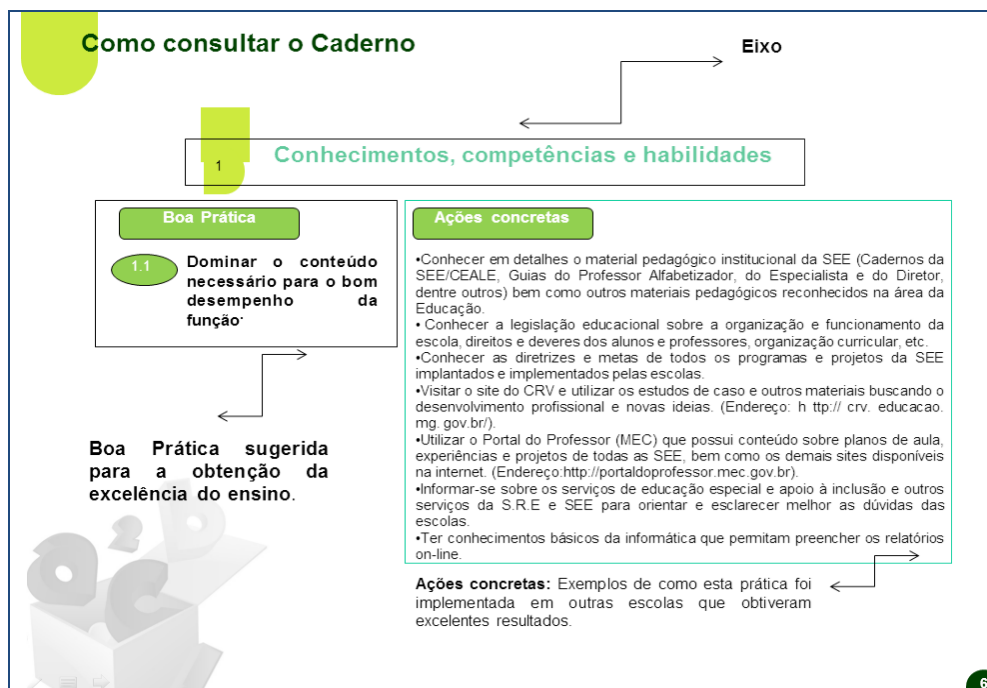 Como consultar o Caderno
Eixo
1
Conhecimentos, competências e habilidades
Boa Prática
1.1
Dominar o conteúdo
necessário para o bom
desempenho da
função.
Boa Prática sugerida
para a obtenção da
excelência do ensino.
Ações concretas
•Conhecer em detalhes o material pedagógico institucional da SEE (Cadernos da
SEE/CEALE, Guias do Professor Alfabetizador, do Especialista e do Diretor,
dentre outros) bem como outros materiais pedagógicos reconhecidos na área da
Educação.
• Conhecer a legislação educacional sobre a organização e funcionamento da
escola, direitos e deveres dos alunos e professores, organização curricular, etc.
•Conhecer as diretrizes e metas de todos os programas e projetos da SEE
implantados e implementados pelas escolas.
•Visitar o site do CRV e utilizar os estudos de caso e outros materiais buscando o
desenvolvimento profissional e novas ideias. (Endereço: h ttp:// crv. educacao.
mg. gov.br/).
•Utilizar o Portal do Professor (MEC) que possui conteúdo sobre planos de aula,
experiências e projetos de todas as SEE, bem como os demais sites disponíveis
na internet. (Endereço:http://portaldoprofessor.mec.gov.br).
•Informar-se sobre os serviços de educação especial e apoio à inclusão e outros
serviços da S.R.E e SEE para orientar e esclarecer melhor as dúvidas das
escolas.
•Ter conhecimentos básicos da informática que permitam preencher os relatórios
on-line.
Ações concretas: Exemplos de como esta prática foi
implementada em outras escolas que obtiveram
excelentes resultados.
6